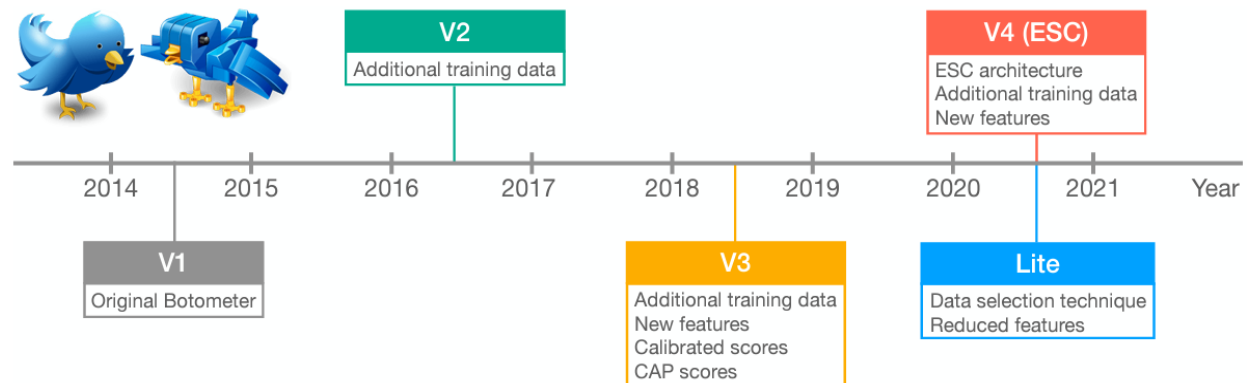 V2
Additional training data
V4 (ESC)
ESC architecture
Additional training data
New features
2014 2015 2016 2017 2018 2019 2020 2021 Year
V1
Original Botometer
V3
Additional training data
New features
Calibrated scores
CAP scores
Lite
Data selection technique
Reduced features